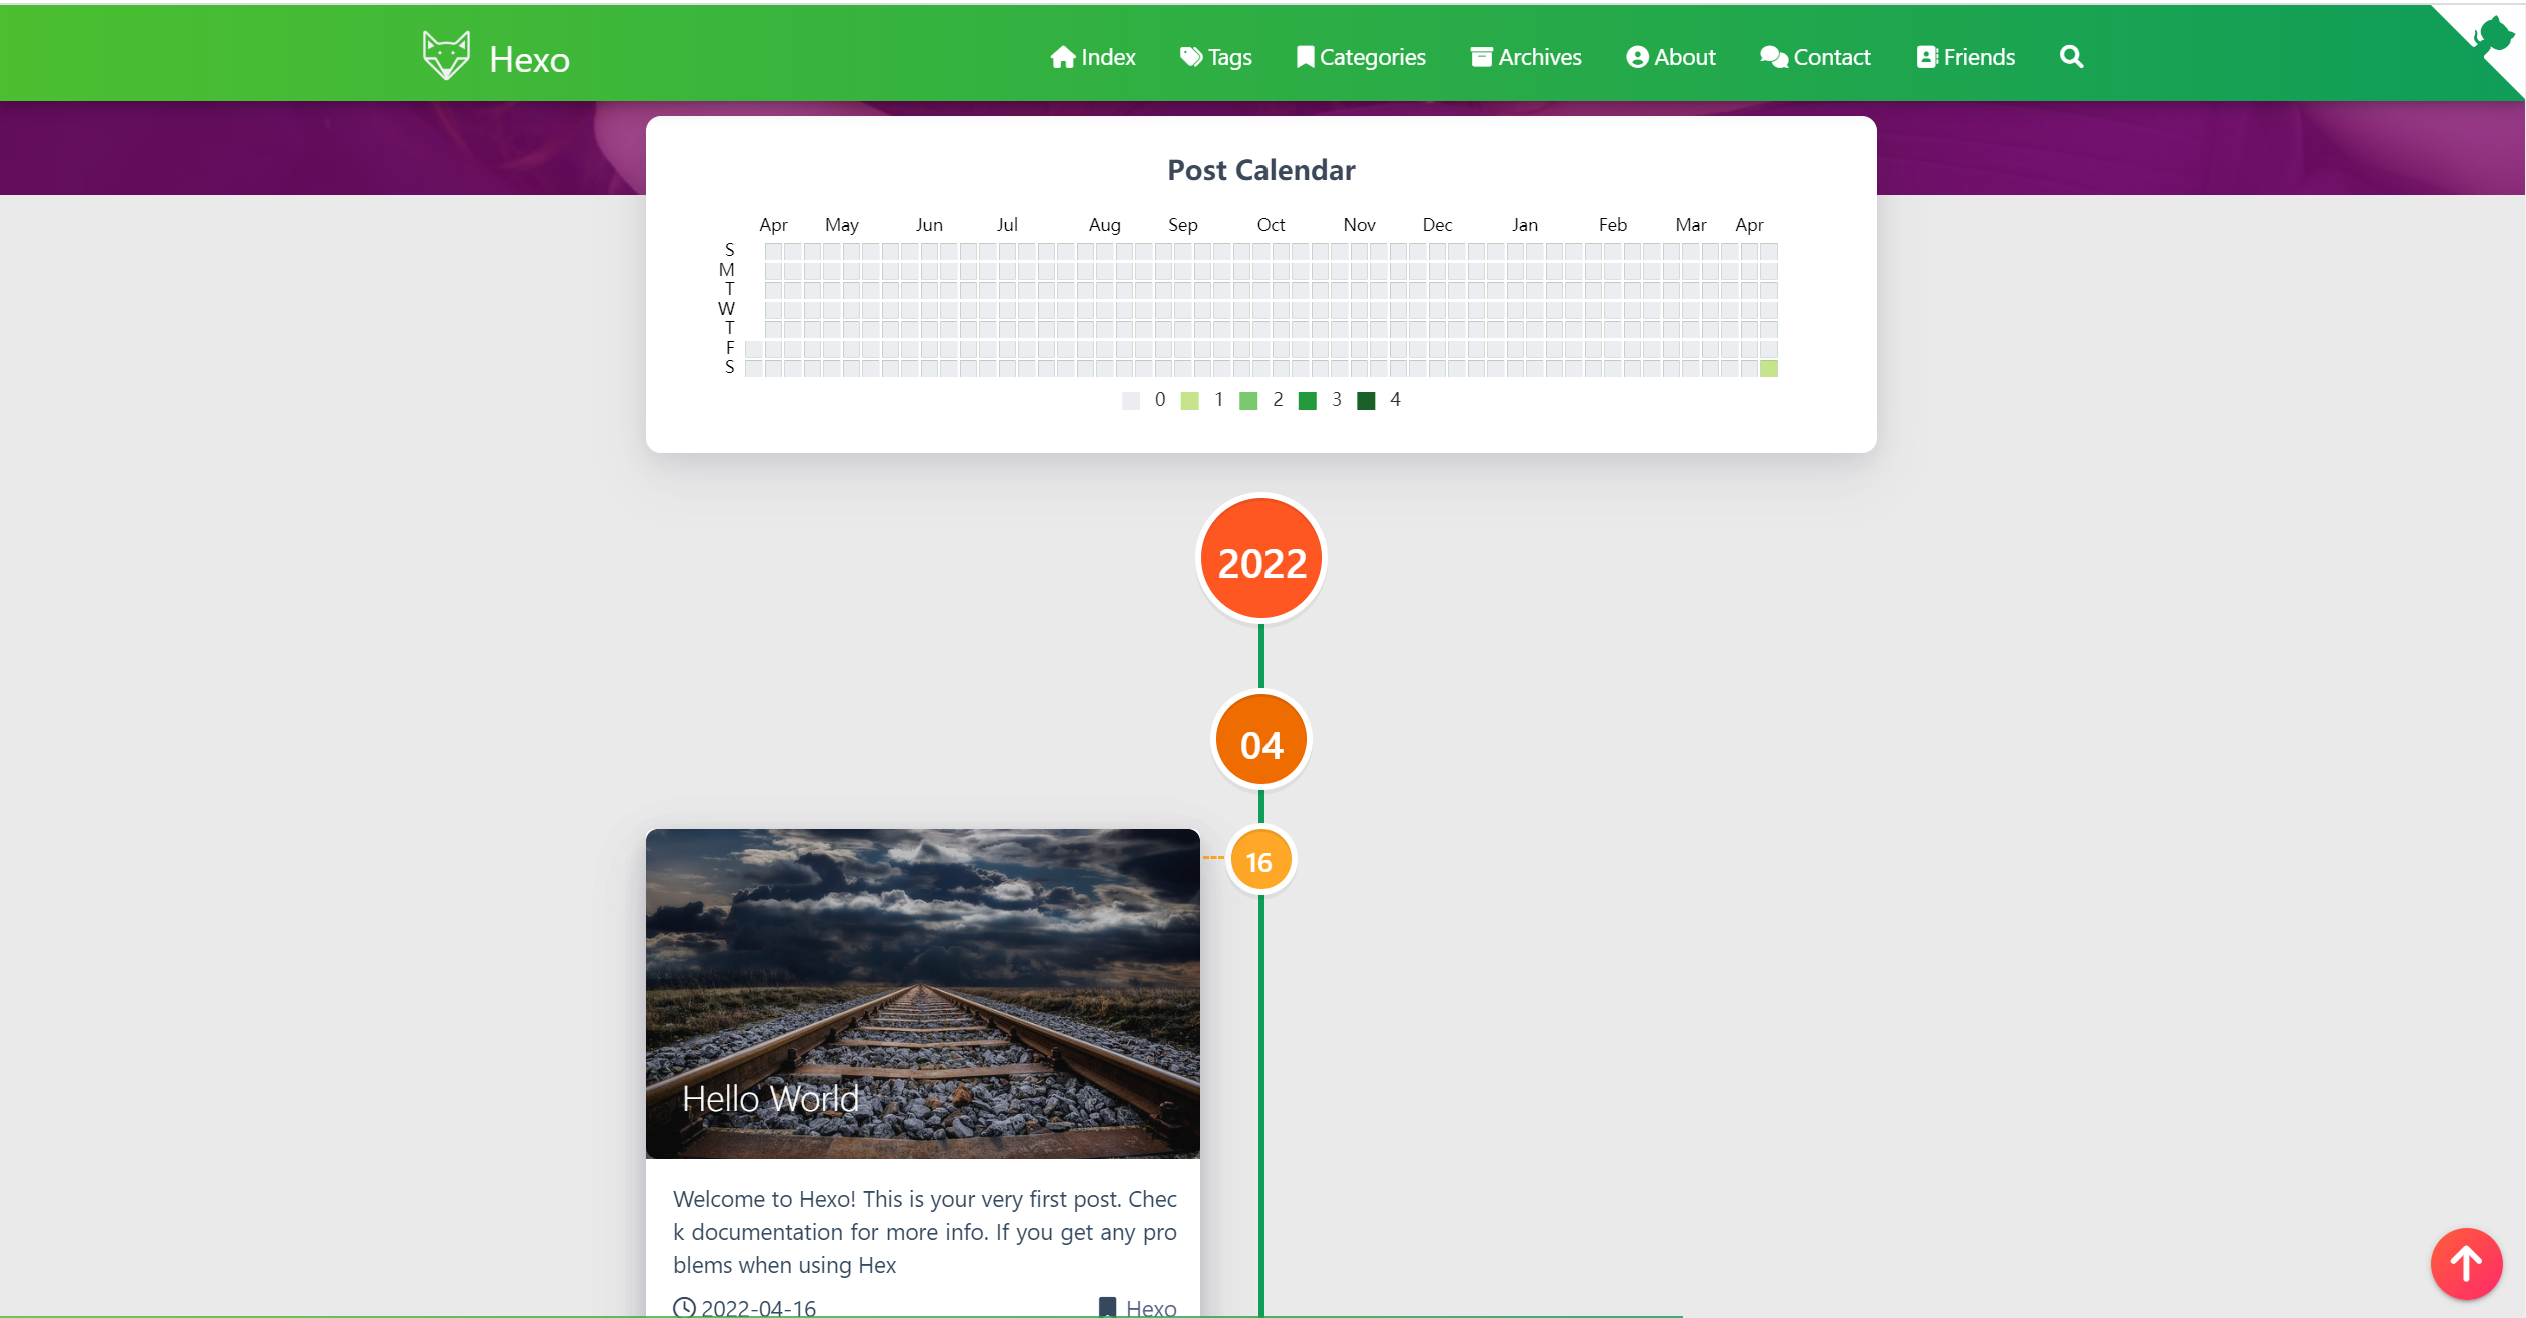 Hexo
Index Tags Categories Archives About Contact Friends
Post Calendar
Apr May Jun Jul Aug Sep Oct Nov Dec Jan Feb Mar Apr
S
M
T
W
T
F
S
0 1 2 3 4
2022
04
16
Hello World
Welcome to Hexo! This is your very first post. Chec
k documentation for more info. If you get any pro
blems when using Hex
2022-04-16 Hexo